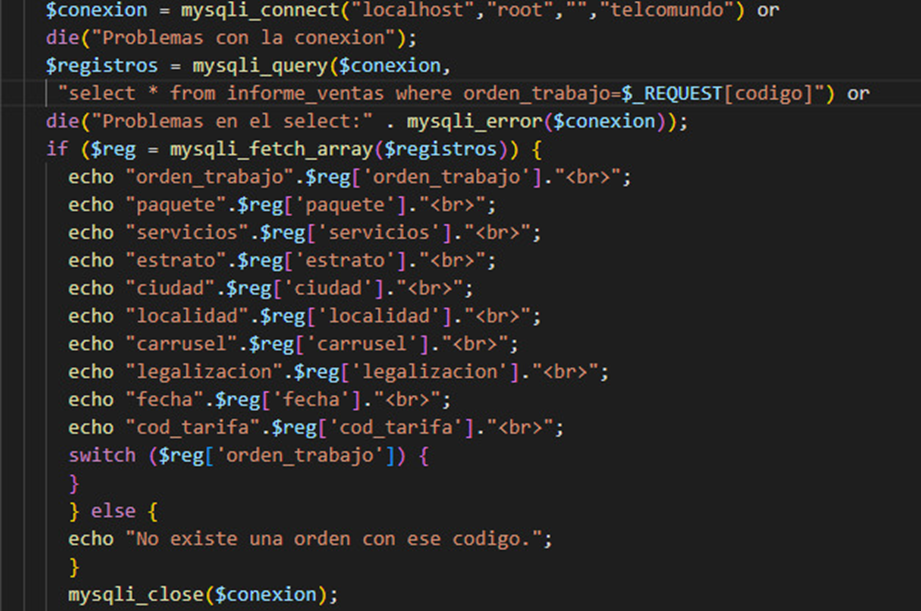 $conexion = mysqli_connect("localhost","root","","telcomundo") or
die("Problemas con la conexion");
$registros = mysqli_query($conexion,
"select * from informe_ventas where orden_trabajo=$_REQUEST[codigo]") or
die("Problemas en el select:" . mysqli_error($conexion));
if ($reg = mysqli_fetch_array($registros)) {
echo "orden_trabajo".$reg['orden_trabajo']."<br>";
echo "paquete".$reg['paquete']."<br>";
echo "servicios".$reg['servicios']."<br>";
echo "estrato".$reg['estrato']."<br>";
echo "ciudad".$reg['ciudad']."<br>";
echo "localidad".$reg['localidad']."<br>";
echo "carrusel".$reg['carrusel']."<br>";
echo "legalizacion".$reg['legalizacion']."<br>";
echo "fecha".$reg['fecha']."<br>";
echo "cod_tarifa".$reg['cod_tarifa']."<br>";
switch ($reg['orden_trabajo']) {
}
} else {
echo "No existe una orden con ese codigo.";
}
mysqli_close($conexion);